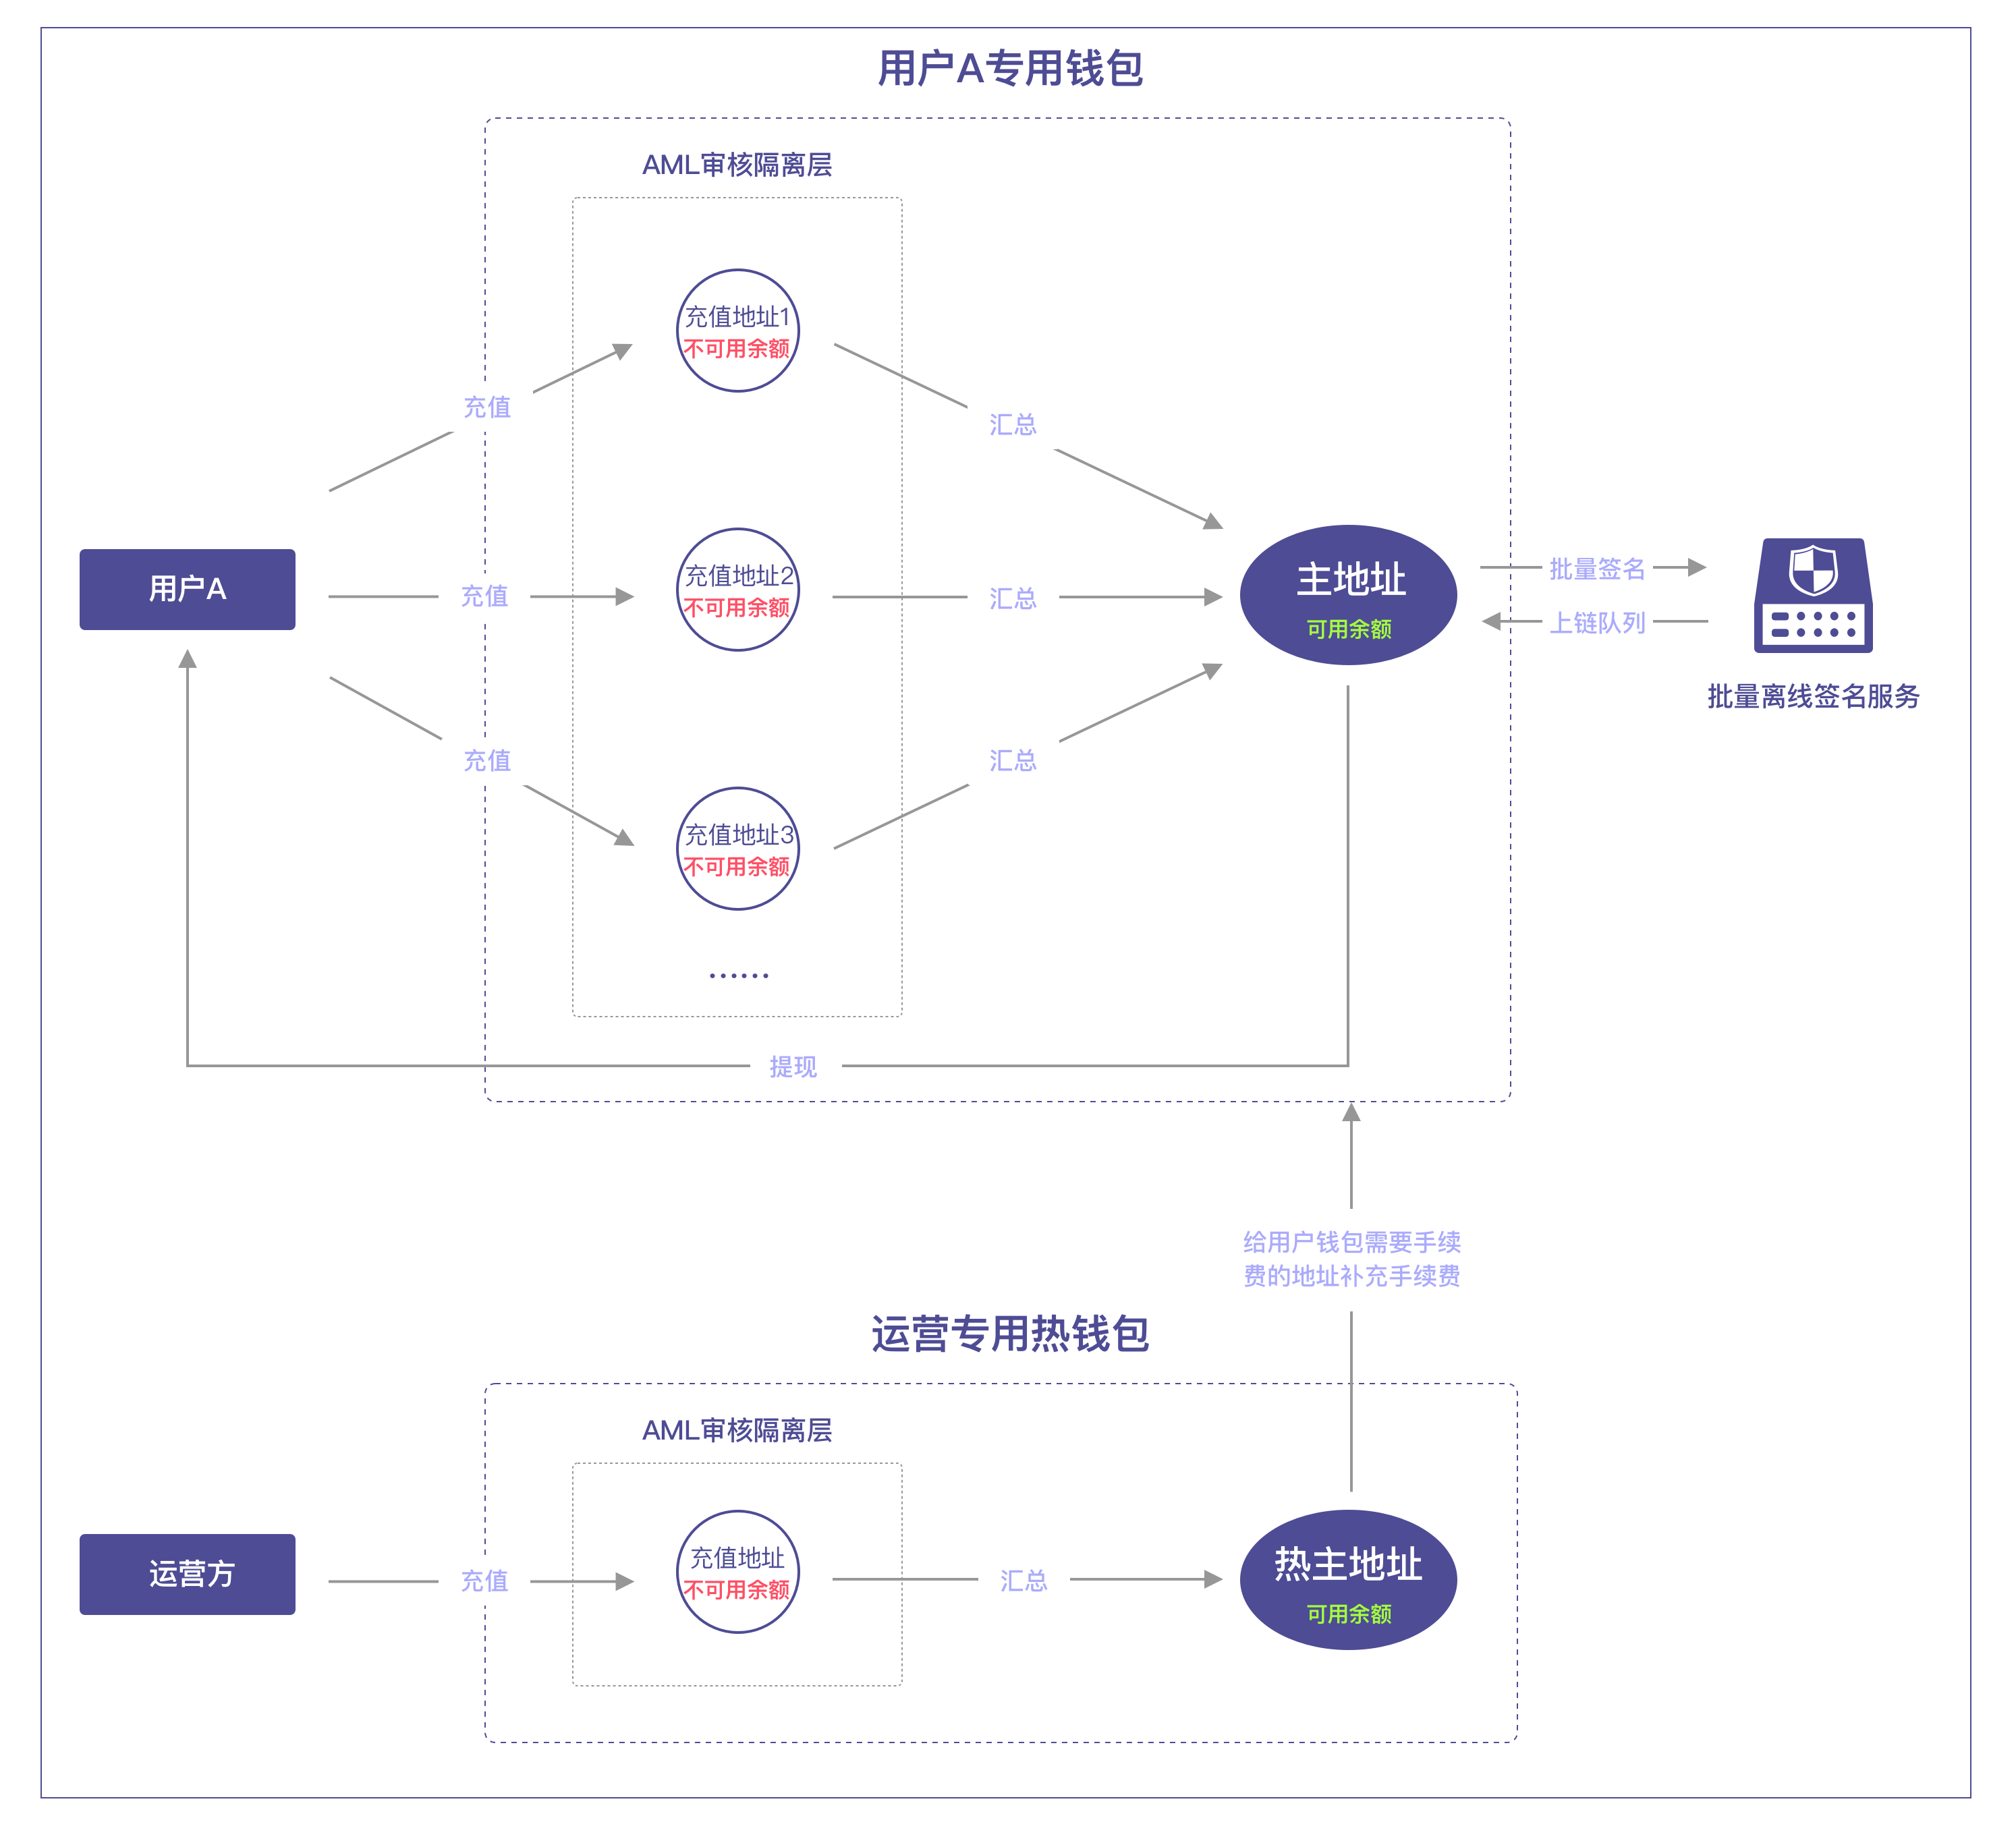 用户A专用钱包
AML审核隔离层
充值地址1
不可用余额
充值
汇总
用户A
充值
充值地址2
不可用余额
汇总
主地址
可用余额
批量签名
上链队列
批量离线签名服务
充值
汇总
充值地址3
不可用余额
······
提现
给用户钱包需要手续
费的地址补充手续费
运营专用热钱包
AML审核隔离层
运营方
充值
充值地址
不可用余额
汇总
热主地址
可用余额